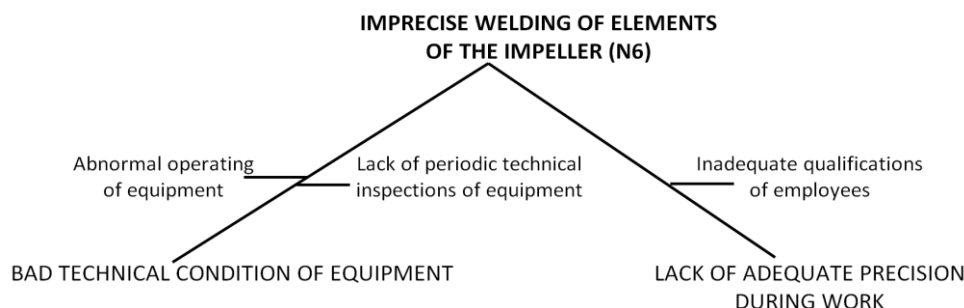 IMPRECISE WELDING OF ELEMENTS
OF THE IMPELLER (N6)
Abnormal operating
of equipment
Lack of periodic technical
inspections of equipment
Inadequate qualifications
of employees
BAD TECHNICAL CONDITION OF EQUIPMENT
LACK OF ADEQUATE PRECISION
DURING WORK